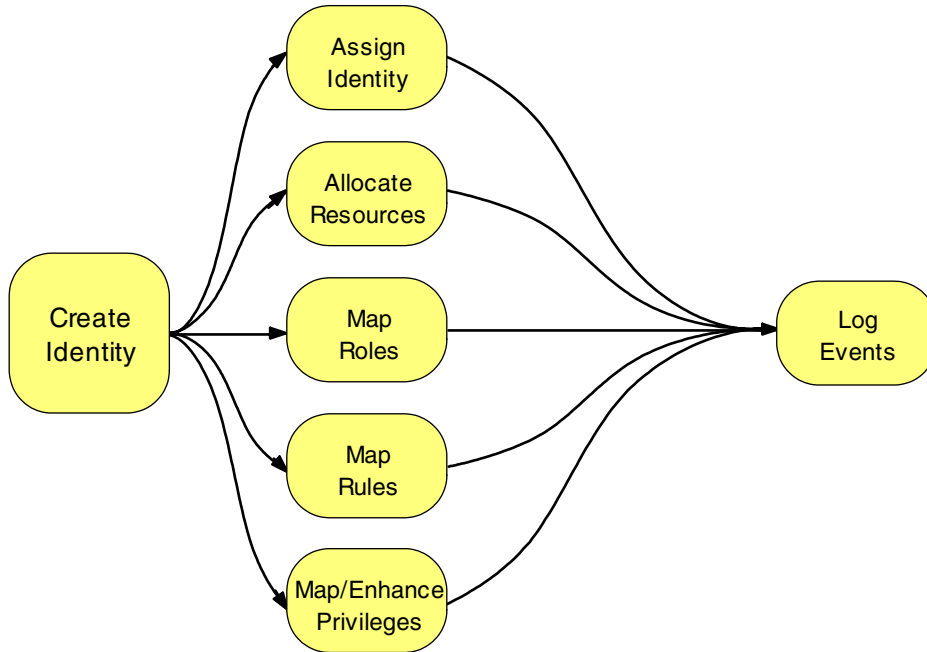 Assign
Identity
Allocate
Resources
Create
Identity
Map
Roles
Log
Events
Map
Rules
Map/Enhance
Privileges